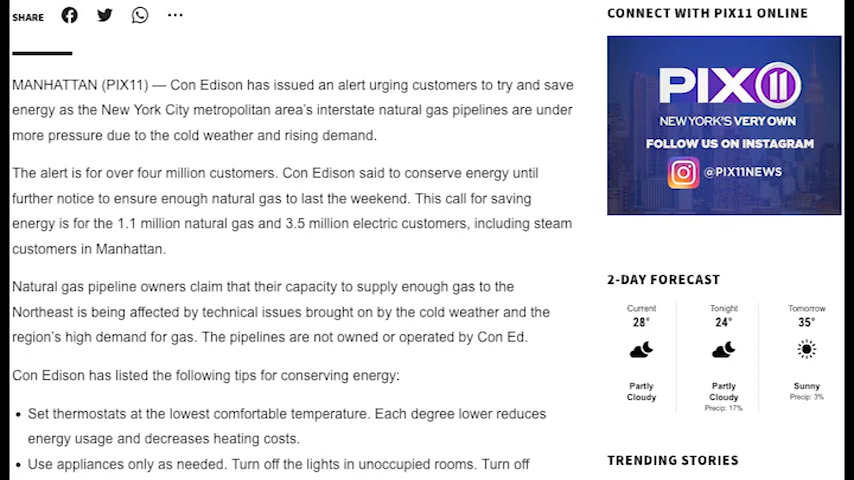 SHARE
MANHATTAN (PIX11) — Con Edison has issued an alert urging customers to try and save
energy as the New York City metropolitan area's interstate natural gas pipelines are under
more pressure due to the cold weather and rising demand.
The alert is for over four million customers. Con Edison said to conserve energy until
further notice to ensure enough natural gas to last the weekend. This call for saving
energy is for the 1.1 million natural gas and 3.5 million electric customers, including steam
customers in Manhattan.
Natural gas pipeline owners claim that their capacity to supply enough gas to the
Northeast is being affected by technical issues brought on by the cold weather and the
region's high demand for gas. The pipelines are not owned or operated by Con Ed.
Con Edison has listed the following tips for conserving energy:
• Set thermostats at the lowest comfortable temperature. Each degree lower reduces
energy usage and decreases heating costs.
• Use appliances only as needed. Turn off the lights in unoccupied rooms. Turn off
CONNECT WITH PIX11 ONLINE
PIX11
NEW YORK'S VERY OWN
FOLLOW US ON INSTAGRAM
@PIX11NEWS
2-DAY FORECAST
Current Tonight Tomorrow
28° 24° 35°
Partly Cloudy
Partly Cloudy
Precip: 17%
Sunny
Precip: 3%
TRENDING STORIES